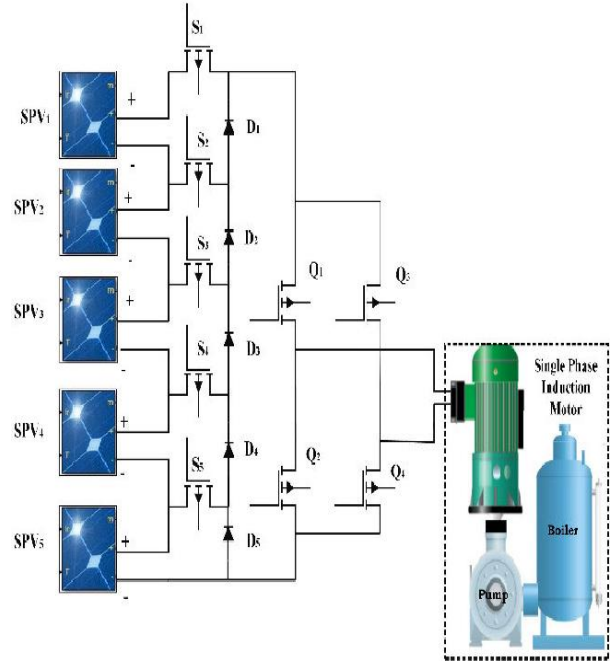 S1
SPV1
+
D1
-
S2
SPV2
+
D2
-
S3
Q1
Q3
SPV3
+
D3
-
S4
Single Phase
Induction
Motor
SPV4
+
D4
-
S5
Q2
Q4
Boiler
SPV5
+
D5
-
Pump